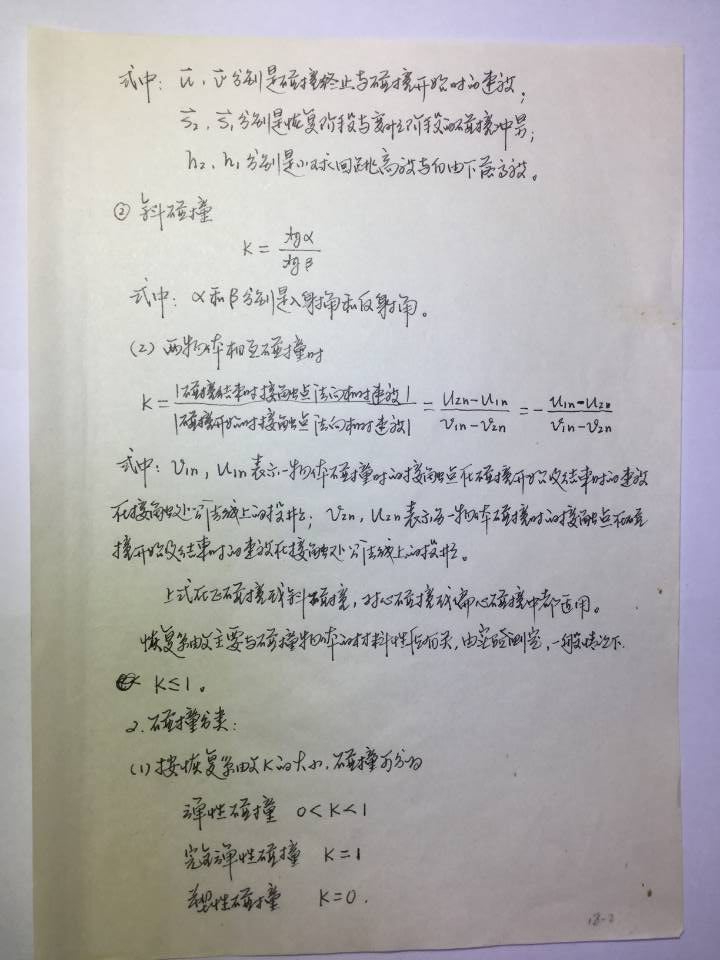 式中：u⃗、v⃗分别是碰撞终止与碰撞开始时的速度；
s⃗₂、s⃗₁分别是恢复阶段与变形阶段的碰撞冲量；
h₂、h₁分别是小球回跳高度与自由下落高度。
② 斜碰撞
K = tgα / tgβ
式中：α和β分别是入射角和反射角。
(2) 两物体相互碰撞时
K = |碰撞结束时接触点法向相对速度| / |碰撞开始时接触点法向相对速度| = (u₂ₙ-u₁ₙ) / (v₁ₙ-v₂ₙ) = - (u₁ₙ-u₂ₙ) / (v₁ₙ-v₂ₙ)
式中：v₁ₙ，u₁ₙ表示一物体碰撞时的接触点在碰撞开始及结束时的速度
在接触处公法线上的投影；v₂ₙ，u₂ₙ表示另一物体碰撞时的接触点在碰
撞开始及结束时的速度在接触处公法线上的投影。
上式在正碰撞或斜碰撞，对心碰撞或偏心碰撞中都适用。
恢复系数主要与碰撞物体的材料性质有关，由实验测定，一般情况下
K≤1。
2. 碰撞分类：
(1) 按恢复系数K的大小，碰撞可分为
弹性碰撞 0<K<1
完全弹性碰撞 K=1
塑性碰撞 K=0.
18-2